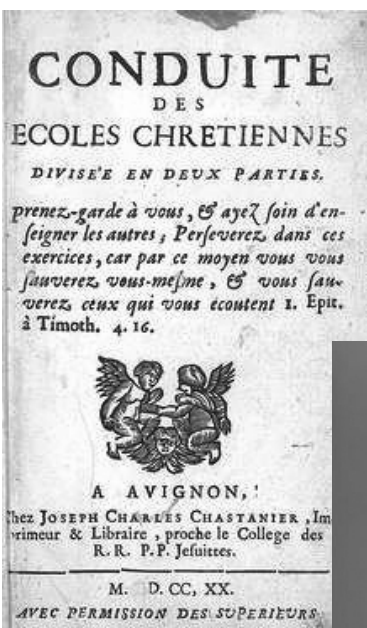 CONDUITE
DES
ECOLES CHRETIENNES
DIVISE'E EN DEUX PARTIES.
prenez-garde à vous, & ayez ſoin d'en-
ſeigner les autres; Perſeverez dans ces
exercices, car par ce moyen vous vous
ſauverez vous-meſme, & vous ſau-
verez ceux qui vous écoutent 1. Epit.
à Timoth. 4. 16.
A AVIGNON,
Chez JOSEPH CHARLES CHASTANIER, Im
primeur & Libraire, proche le College des
R. R. P. P. Jeſuittes.
M. D. CC, XX.
AVEC PERMISSION DES SUPERIEURS